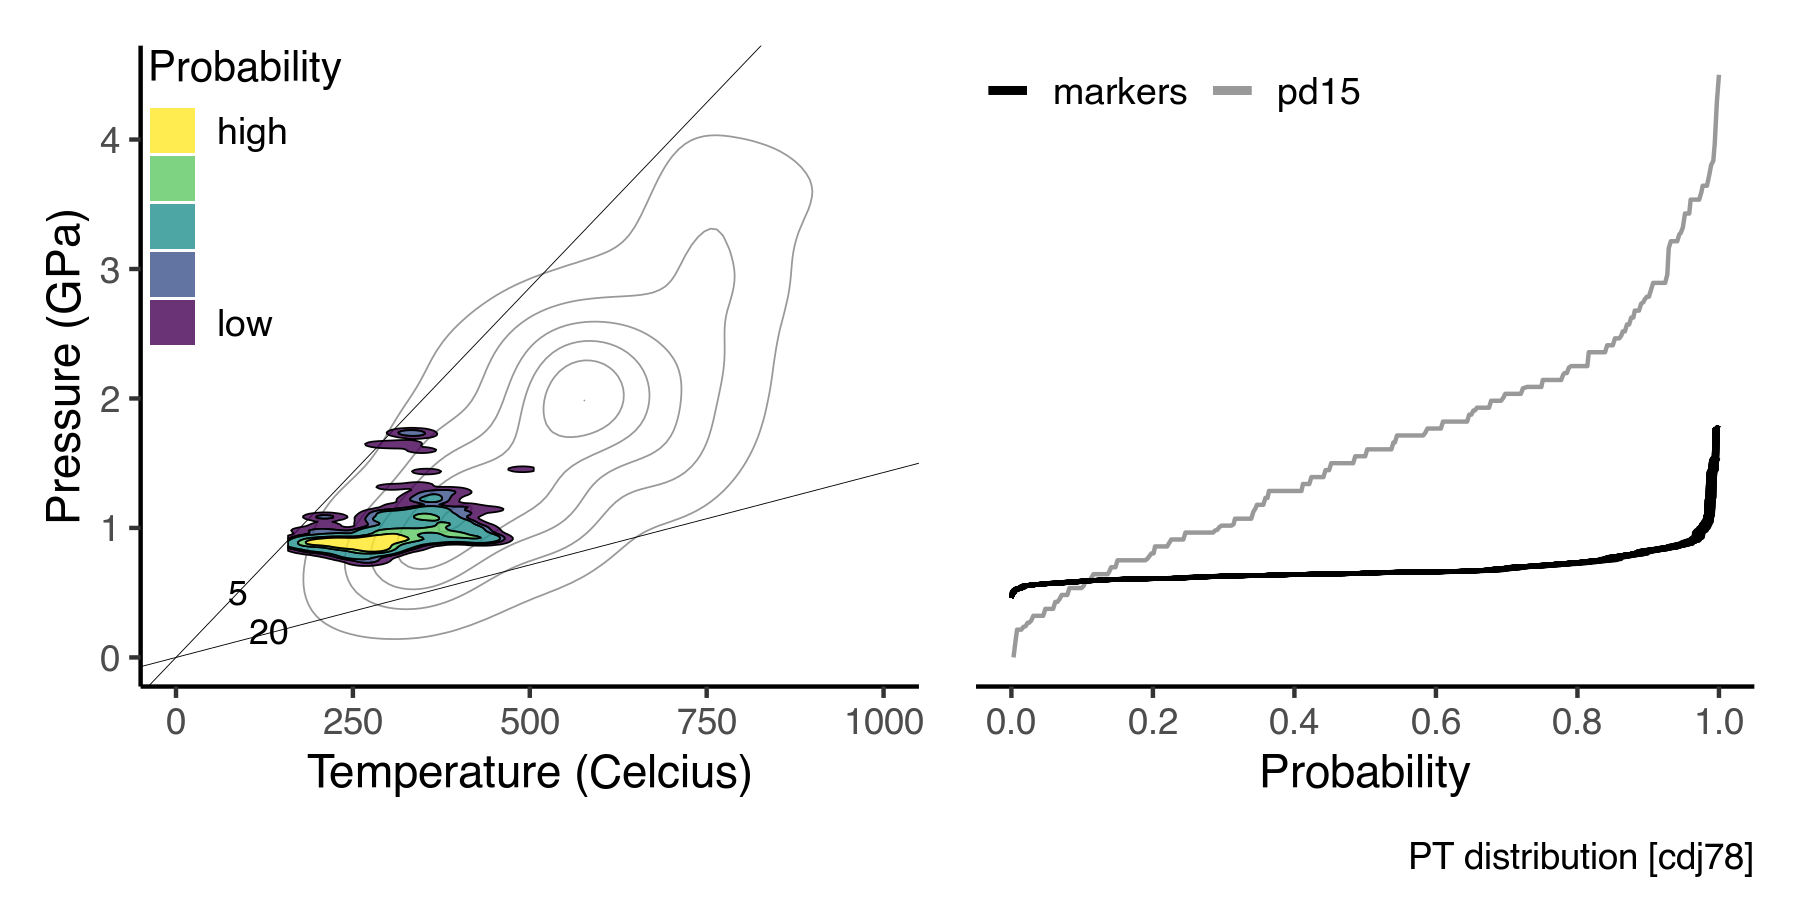 Probability
high
low
Pressure (GPa)
4
3
2
1
0
5
20
0 250 500 750 1000
Temperature (Celcius)
markers pd15
0.0 0.2 0.4 0.6 0.8 1.0
Probability
PT distribution [cdj78]